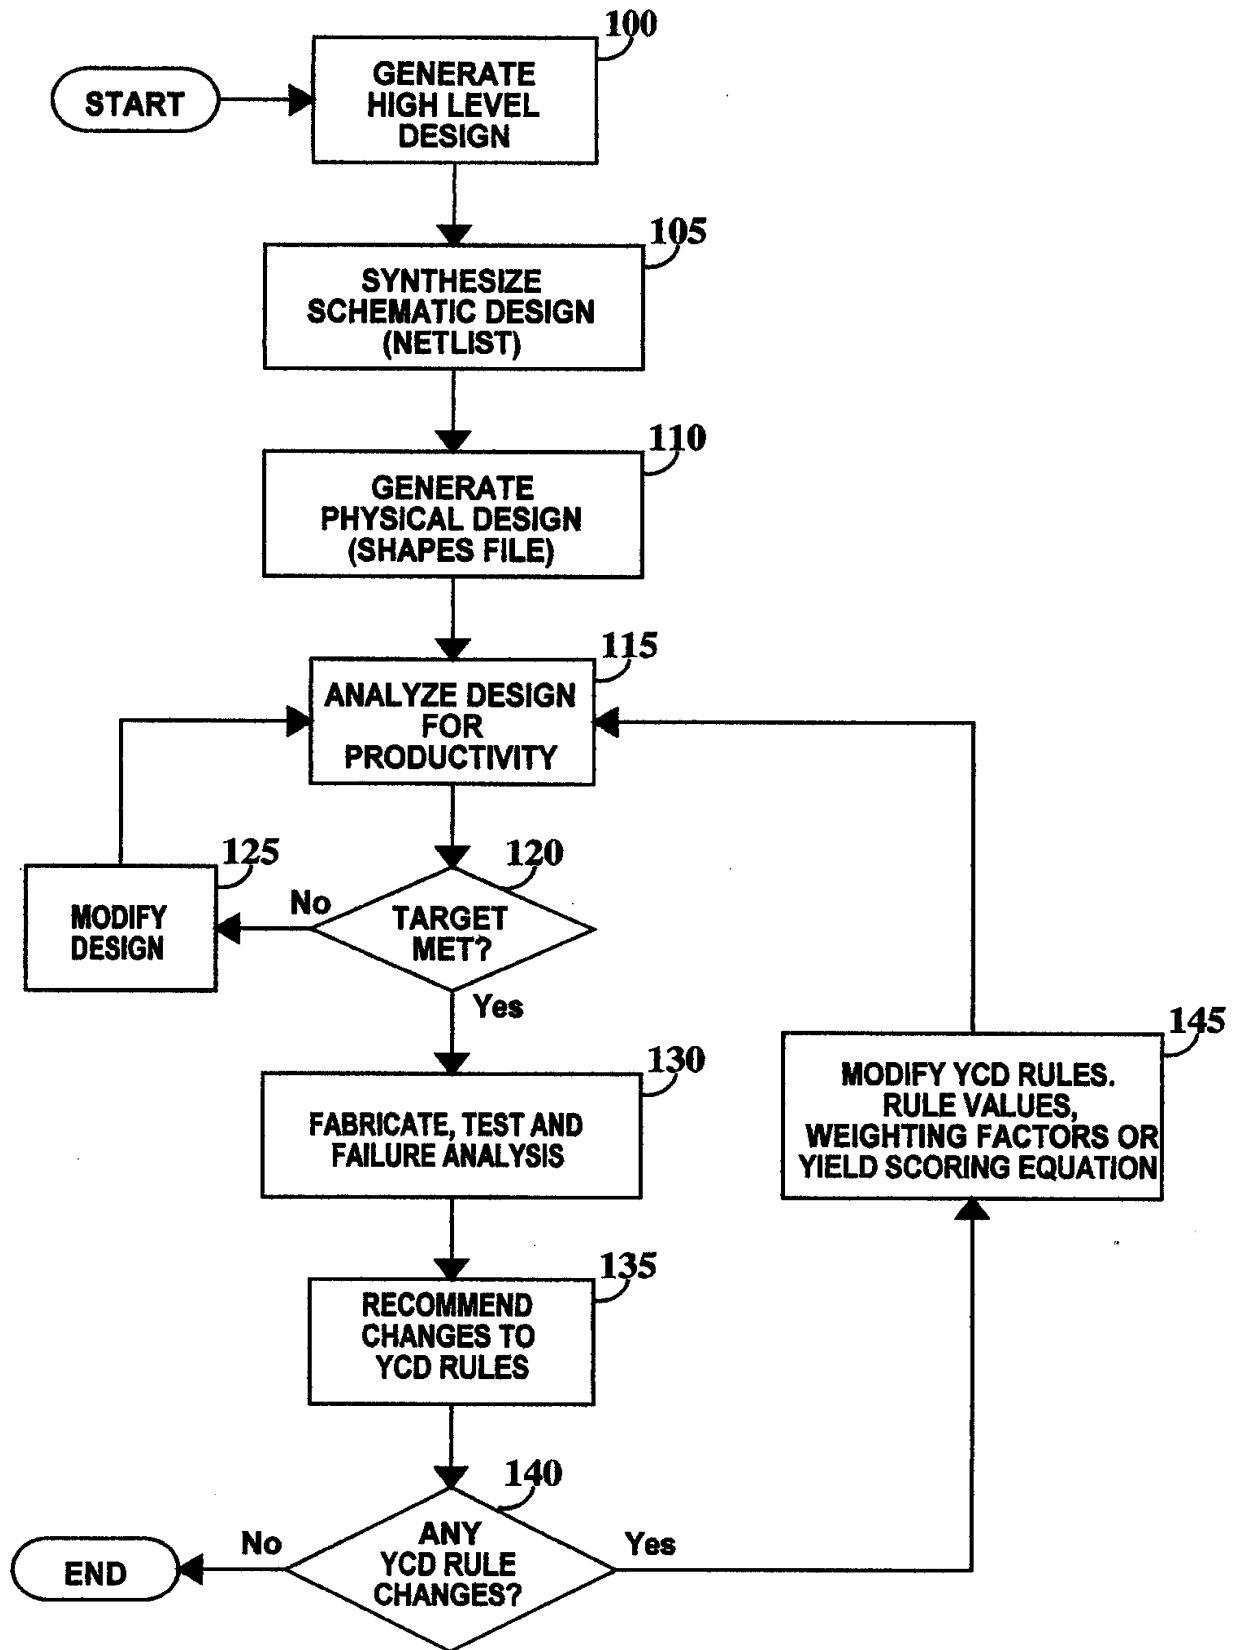 100
START
GENERATE
HIGH LEVEL
DESIGN
105
SYNTHESIZE
SCHEMATIC DESIGN
(NETLIST)
110
GENERATE
PHYSICAL DESIGN
(SHAPES FILE)
115
ANALYZE DESIGN
FOR
PRODUCTIVITY
125
MODIFY
DESIGN
No
120
TARGET
MET?
Yes
130
FABRICATE, TEST AND
FAILURE ANALYSIS
145
MODIFY YCD RULES.
RULE VALUES,
WEIGHTING FACTORS OR
YIELD SCORING EQUATION
135
RECOMMEND
CHANGES TO
YCD RULES
140
ANY
YCD RULE
CHANGES?
No
Yes
END